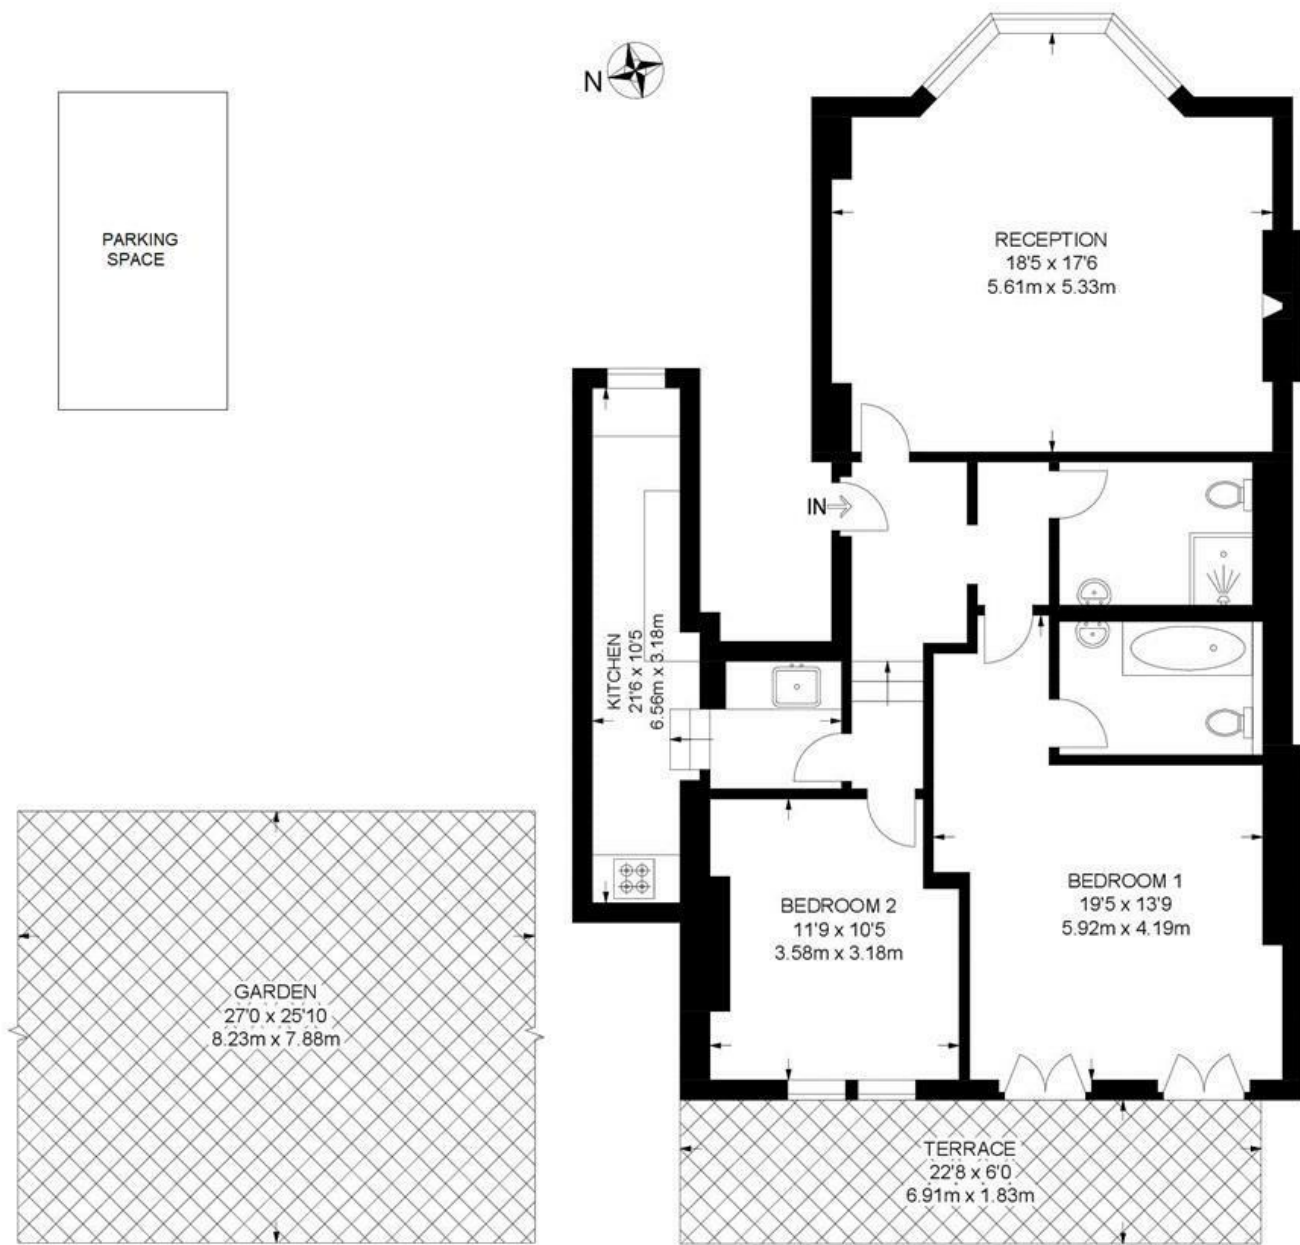 N
PARKING
SPACE
RECEPTION
18'5 x 17'6
5.61m x 5.33m
IN
KITCHEN
21'6 x 10'5
6.56m x 3.18m
BEDROOM 1
19'5 x 13'9
5.92m x 4.19m
BEDROOM 2
11'9 x 10'5
3.58m x 3.18m
GARDEN
27'0 x 25'10
8.23m x 7.88m
TERRACE
22'8 x 6'0
6.91m x 1.83m